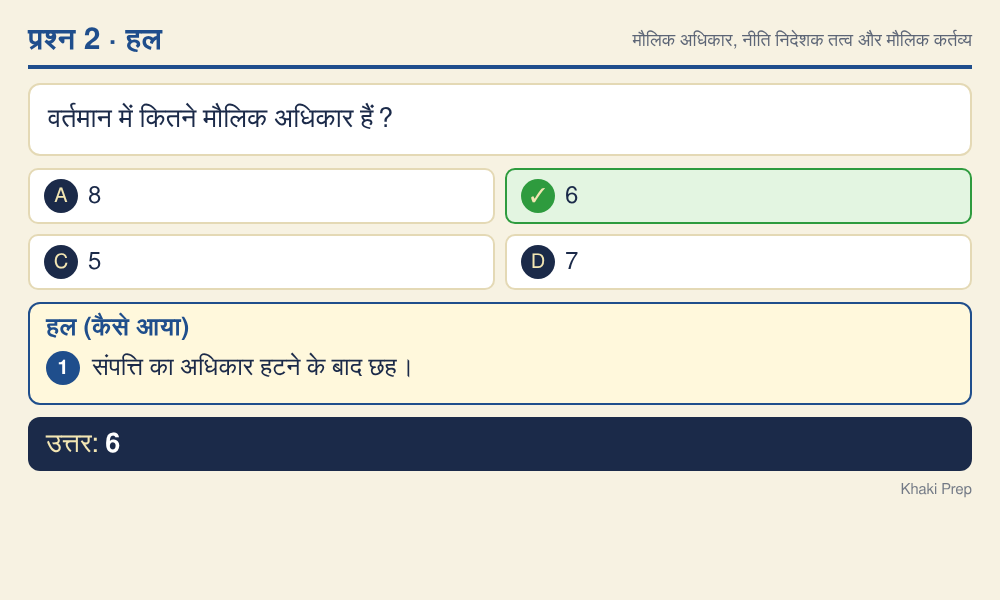 प्रश्न 2 · हल
मौलिक अधिकार, नीति निदेशक तत्व और मौलिक कर्तव्य
वर्तमान में कितने मौलिक अधिकार हैं ?
A 8
✓ 6
C 5
D 7
हल (कैसे आया)
1 संपत्ति का अधिकार हटने के बाद छह।
उत्तर: 6
Khaki Prep